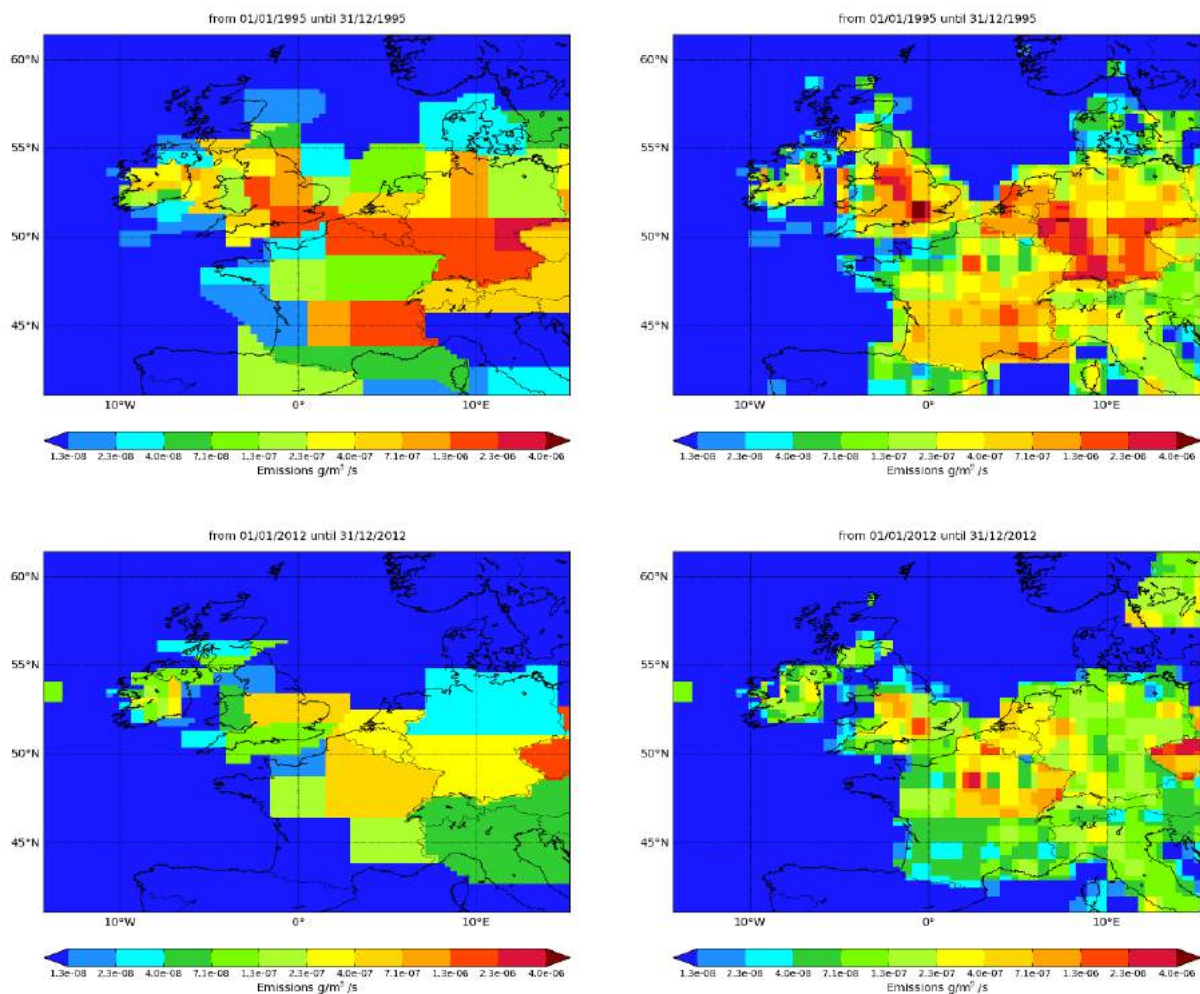 from 01/01/1995 until 31/12/1995
from 01/01/1995 until 31/12/1995
60°N
55°N
50°N
45°N
10°W
0°
10°E
60°N
55°N
50°N
45°N
10°W
0°
10°E
1.3e-08 2.3e-08 4.0e-08 7.1e-08 1.3e-07 2.3e-07 4.0e-07 7.1e-07 1.3e-06 2.3e-06 4.0e-06
Emissions g/m²/s
1.3e-08 2.3e-08 4.0e-08 7.1e-08 1.3e-07 2.3e-07 4.0e-07 7.1e-07 1.3e-06 2.3e-06 4.0e-06
Emissions g/m²/s
from 01/01/2012 until 31/12/2012
from 01/01/2012 until 31/12/2012
60°N
55°N
50°N
45°N
10°W
0°
10°E
60°N
55°N
50°N
45°N
10°W
0°
10°E
1.3e-08 2.3e-08 4.0e-08 7.1e-08 1.3e-07 2.3e-07 4.0e-07 7.1e-07 1.3e-06 2.3e-06 4.0e-06
Emissions g/m²/s
1.3e-08 2.3e-08 4.0e-08 7.1e-08 1.3e-07 2.3e-07 4.0e-07 7.1e-07 1.3e-06 2.3e-06 4.0e-06
Emissions g/m²/s